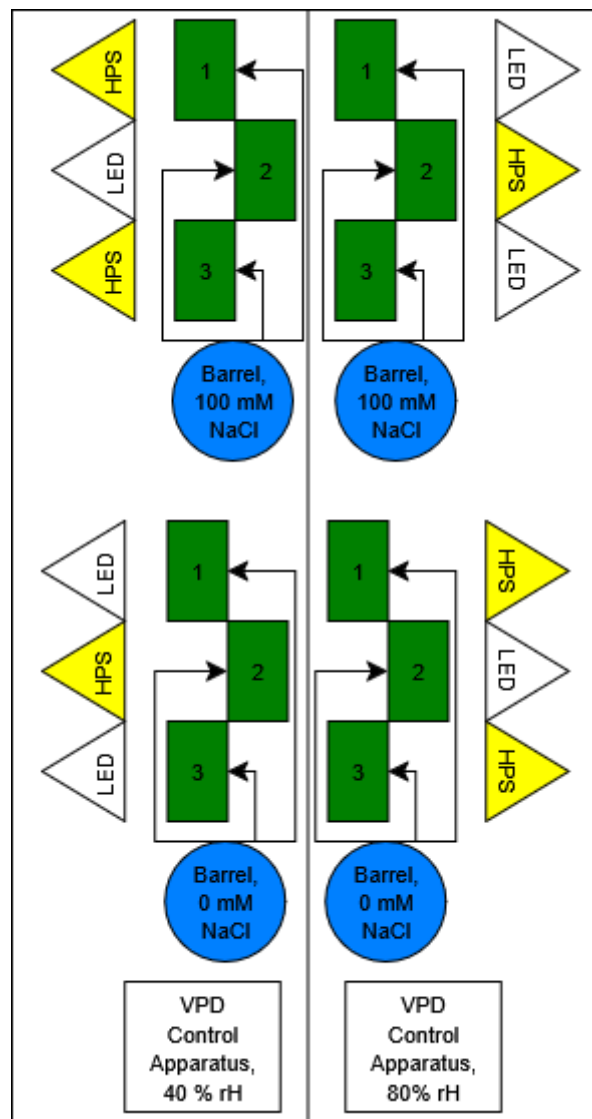 HPS
1
1
LED
LED
2
2
HPS
HPS
3
3
LED
Barrel,
100 mM
NaCl
Barrel,
100 mM
NaCl
LED
1
1
HPS
HPS
2
2
LED
LED
3
3
HPS
Barrel,
0 mM
NaCl
Barrel,
0 mM
NaCl
VPD
Control
Apparatus,
40 % rH
VPD
Control
Apparatus,
80% rH